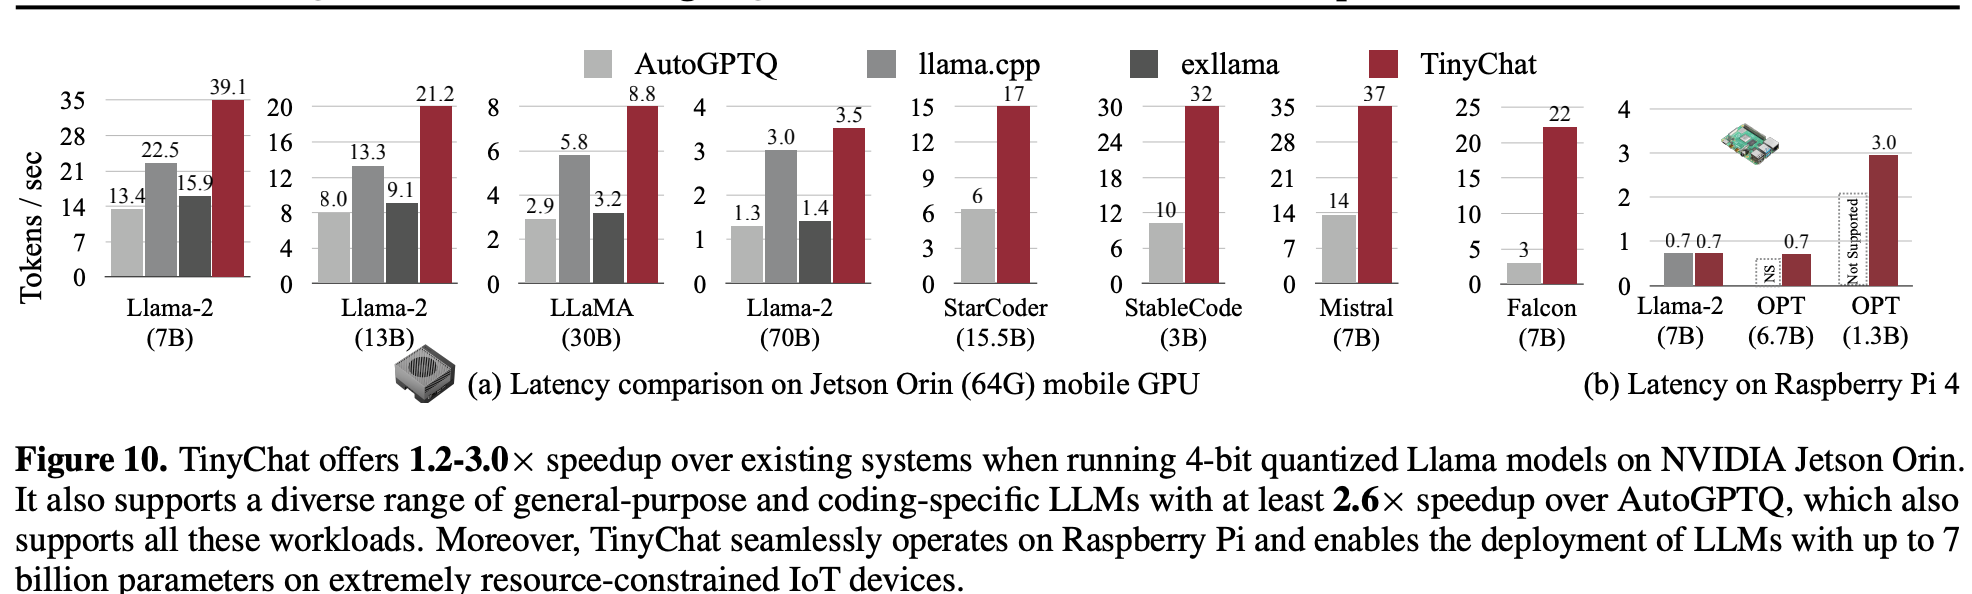 AutoGPTQ llama.cpp exllama TinyChat
Tokens / sec
35
28
21
14
7
0
13.4
22.5
15.9
39.1
Llama-2
(7B)
20
16
12
8
4
0
8.0
13.3
9.1
21.2
Llama-2
(13B)
8
6
4
2
0
2.9
5.8
3.2
8.8
LLaMA
(30B)
4
3
2
1
0
1.3
3.0
1.4
3.5
Llama-2
(70B)
15
12
9
6
3
0
6
17
StarCoder
(15.5B)
30
24
18
12
6
0
10
32
StableCode
(3B)
35
28
21
14
7
0
14
37
Mistral
(7B)
25
20
15
10
5
0
3
22
Falcon
(7B)
4
3
2
1
0
0.7
0.7
Llama-2
(7B)
NS
0.7
OPT
(6.7B)
Not Supported
3.0
OPT
(1.3B)
(a) Latency comparison on Jetson Orin (64G) mobile GPU
(b) Latency on Raspberry Pi 4
Figure 10. TinyChat offers 1.2-3.0× speedup over existing systems when running 4-bit quantized Llama models on NVIDIA Jetson Orin.
It also supports a diverse range of general-purpose and coding-specific LLMs with at least 2.6× speedup over AutoGPTQ, which also
supports all these workloads. Moreover, TinyChat seamlessly operates on Raspberry Pi and enables the deployment of LLMs with up to 7
billion parameters on extremely resource-constrained IoT devices.